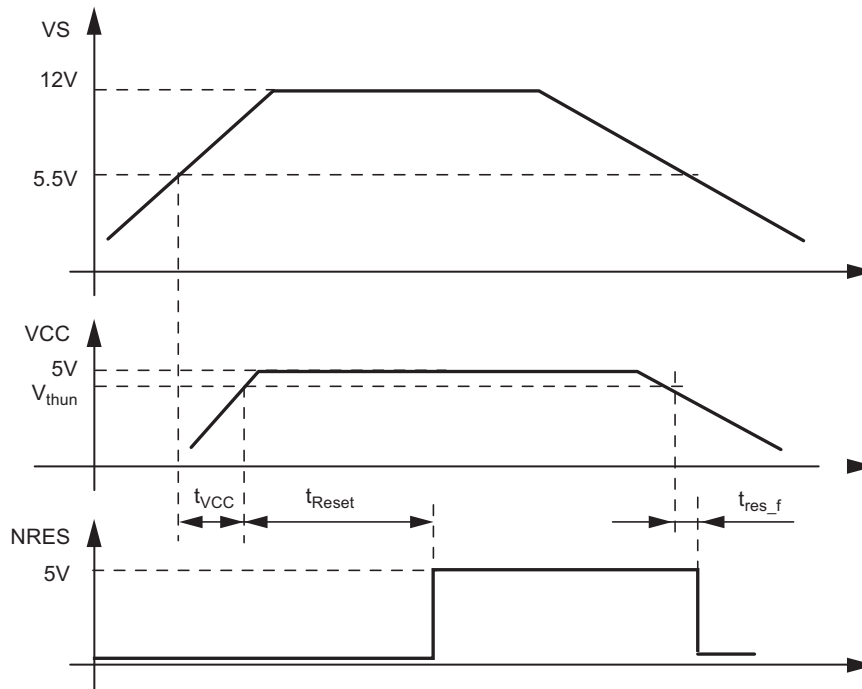 VS
12V
5.5V
VCC
5V
Vthun
tVCC
tReset
tres_f
NRES
5V